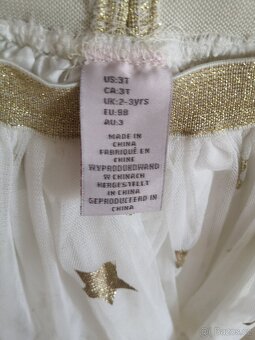 US:3T
CA:3T
UK:2-3yrs
EU:98
AU:3
MADE IN
CHINA
FABRIQUÉ EN
CHINE
WYPRODUKOWANO
W CHINACH
HERGESTELLT
IN CHINA
GEPRODUCEERD IN
CHINA